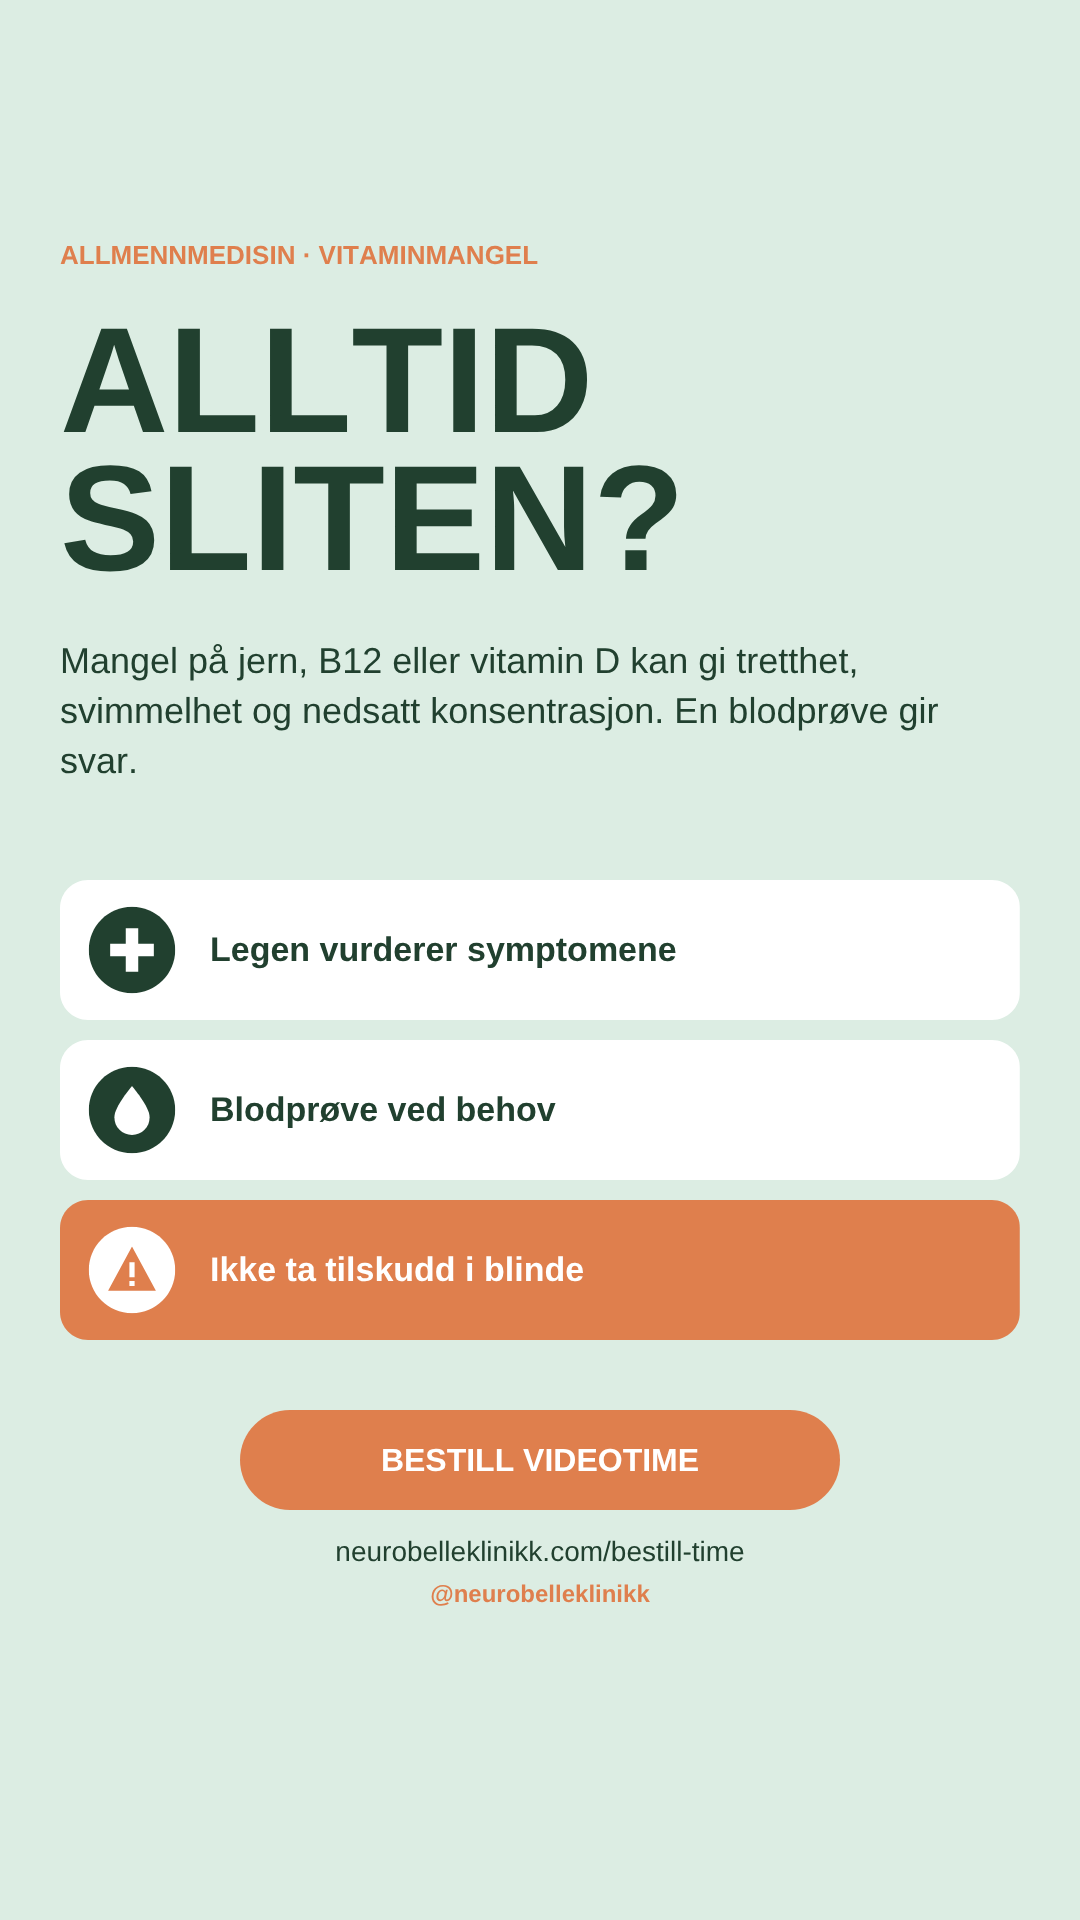 ALLMENNMEDISIN · VITAMINMANGEL
ALLTID
SLITEN?
Mangel på jern, B12 eller vitamin D kan gi tretthet,
svimmelhet og nedsatt konsentrasjon. En blodprøve gir
svar.
Legen vurderer symptomene
Blodprøve ved behov
Ikke ta tilskudd i blinde
BESTILL VIDEOTIME
neurobelleklinikk.com/bestill-time
@neurobelleklinikk